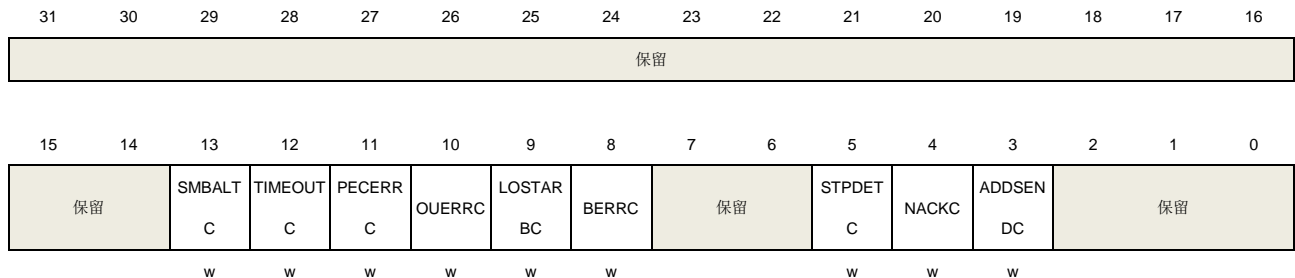 31 30 29 28 27 26 25 24 23 22 21 20 19 18 17 16
保留
15 14 13 12 11 10 9 8 7 6 5 4 3 2 1 0
保留 SMBALT TIMEOUT PECERR OUERRC LOSTAR BERRC 保留 STPDET NACKC ADDSEN 保留
C C C BC C DC
w w w w w w w w w